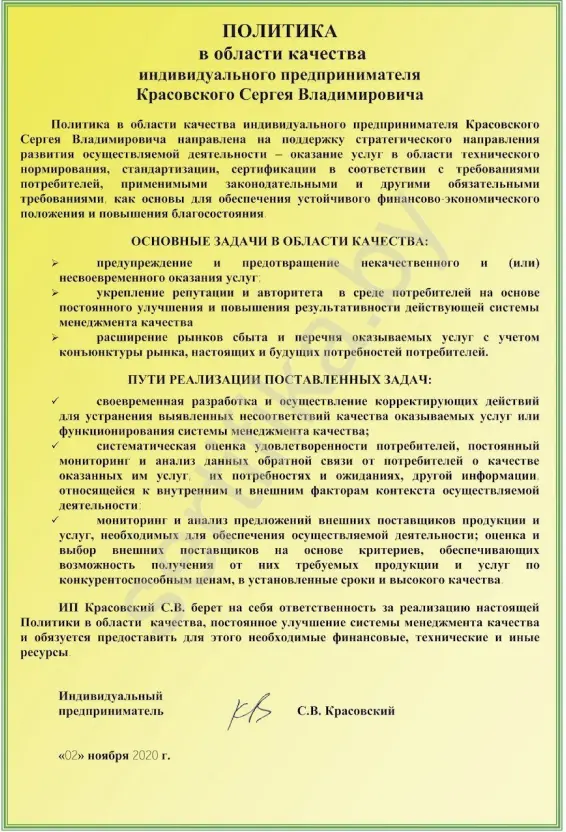 ПОЛИТИКА
в области качества
индивидуального предпринимателя
Красовского Сергея Владимировича
Политика в области качества индивидуального предпринимателя Красовского
Сергея Владимировича направлена на поддержку стратегического направления
развития осуществляемой деятельности – оказание услуг в области технического
нормирования, стандартизации, сертификации в соответствии с требованиями
потребителей, применимыми законодательными и другими обязательными
требованиями, как основы для обеспечения устойчивого финансово-экономического
положения и повышения благосостояния.
ОСНОВНЫЕ ЗАДАЧИ В ОБЛАСТИ КАЧЕСТВА:
➢ предупреждение и предотвращение некачественного и (или)
несвоевременного оказания услуг;
➢ укрепление репутации и авторитета в среде потребителей на основе
постоянного улучшения и повышения результативности действующей системы
менеджмента качества
➢ расширение рынков сбыта и перечня оказываемых услуг с учетом
конъюнктуры рынка, настоящих и будущих потребностей потребителей.
ПУТИ РЕАЛИЗАЦИИ ПОСТАВЛЕННЫХ ЗАДАЧ:
✓ своевременная разработка и осуществление корректирующих действий
для устранения выявленных несоответствий качества оказываемых услуг или
функционирования системы менеджмента качества;
✓ систематическая оценка удовлетворенности потребителей, постоянный
мониторинг и анализ данных обратной связи от потребителей о качестве
оказанных им услуг, их потребностях и ожиданиях, другой информации,
относящейся к внутренним и внешним факторам контекста осуществляемой
деятельности;
✓ мониторинг и анализ предложений внешних поставщиков продукции и
услуг, необходимых для обеспечения осуществляемой деятельности; оценка и
выбор внешних поставщиков на основе критериев, обеспечивающих
возможность получения от них требуемых продукции и услуг по
конкурентоспособным ценам, в установленные сроки и высокого качества.
ИП Красовский С.В. берет на себя ответственность за реализацию настоящей
Политики в области качества, постоянное улучшение системы менеджмента качества
и обязуется предоставить для этого необходимые финансовые, технические и иные
ресурсы.
Индивидуальный
предприниматель С.В. Красовский
«02» ноября 2020 г.